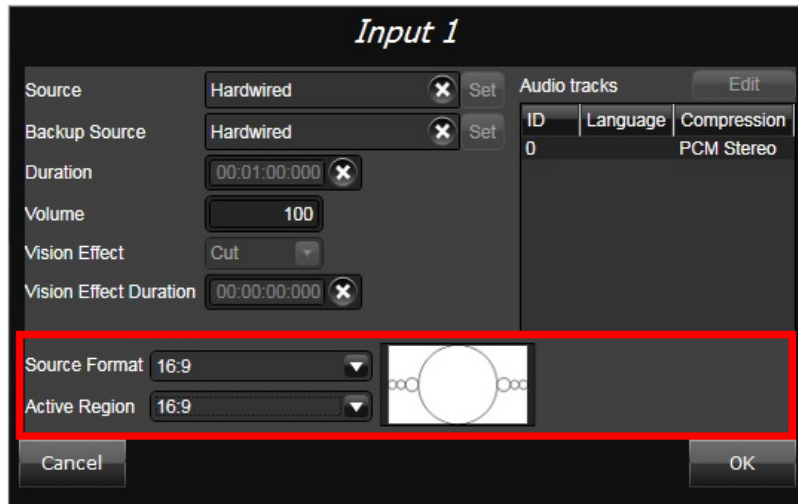 Input 1
Source Hardwired Set
Backup Source Hardwired Set
Duration 00:01:00:000
Volume 100
Vision Effect Cut
Vision Effect Duration 00:00:00:000
Audio tracks Edit
ID Language Compression
0 PCM Stereo
Source Format 16:9
Active Region 16:9
Cancel OK